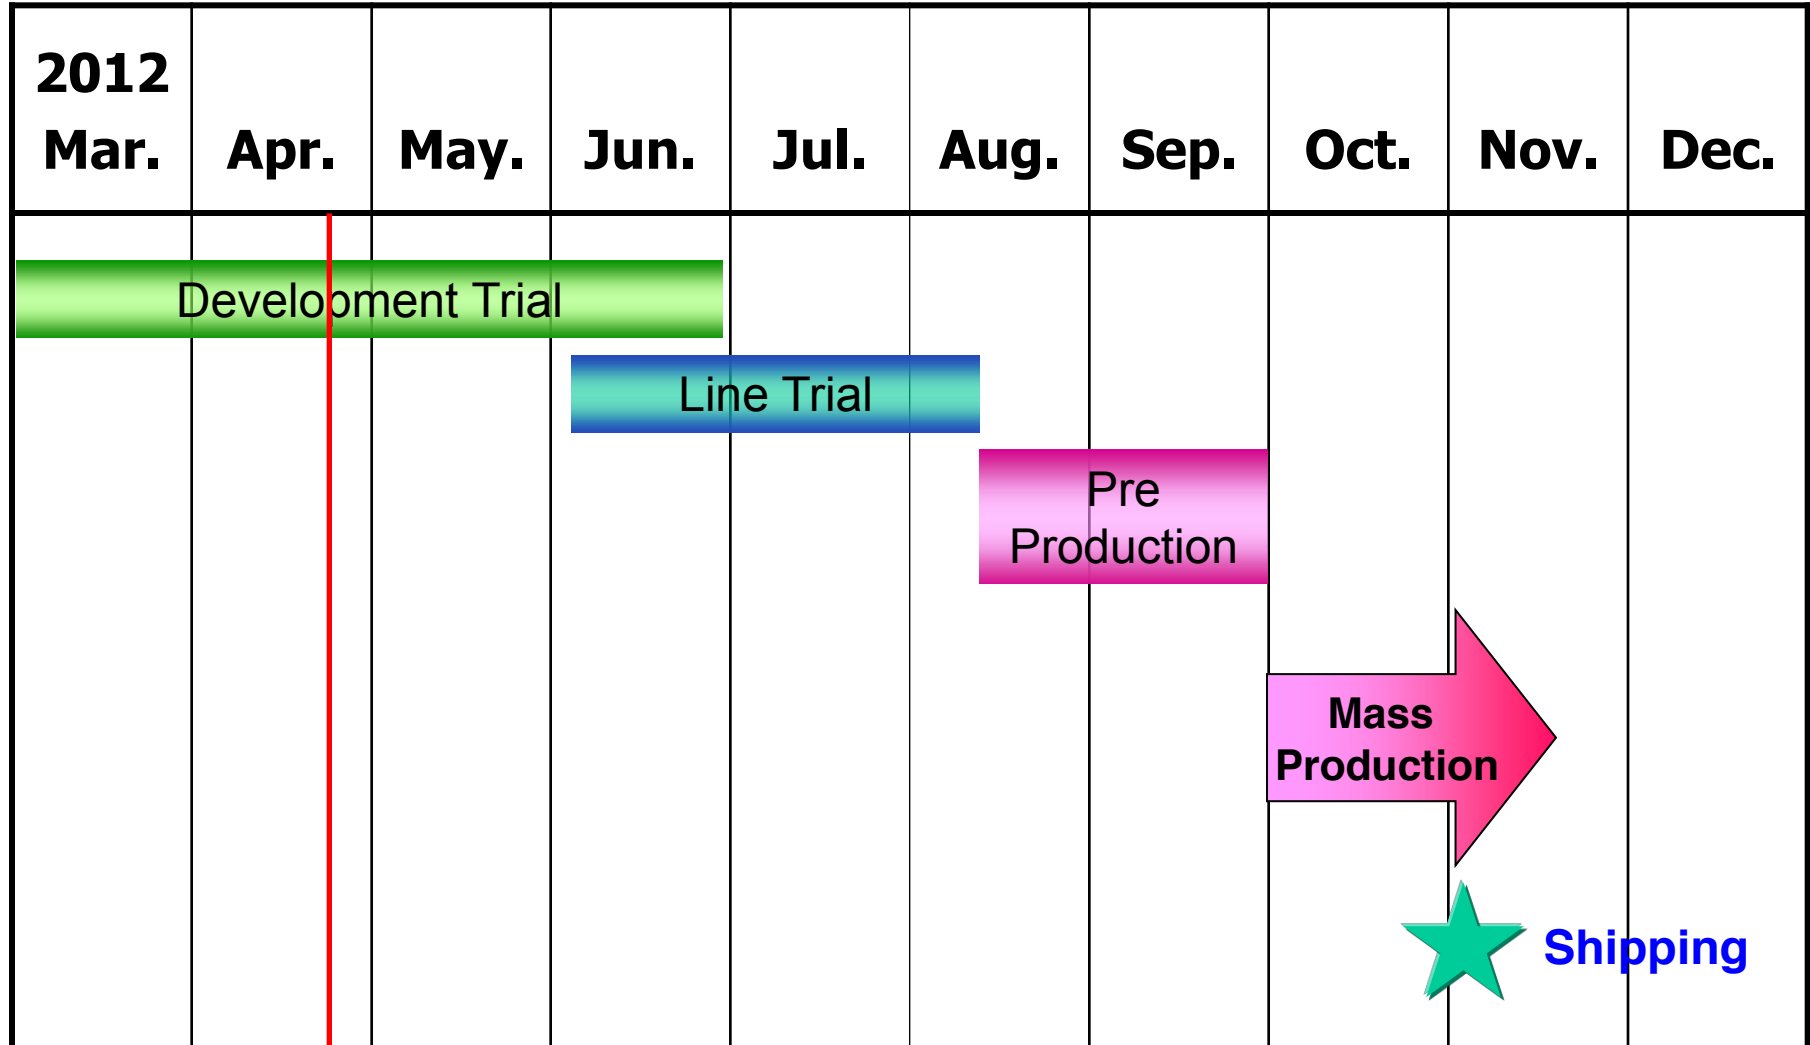 2012
Mar. Apr. May. Jun. Jul. Aug. Sep. Oct. Nov. Dec.
Development Trial
Line Trial
Pre
Production
Mass
Production
Shipping